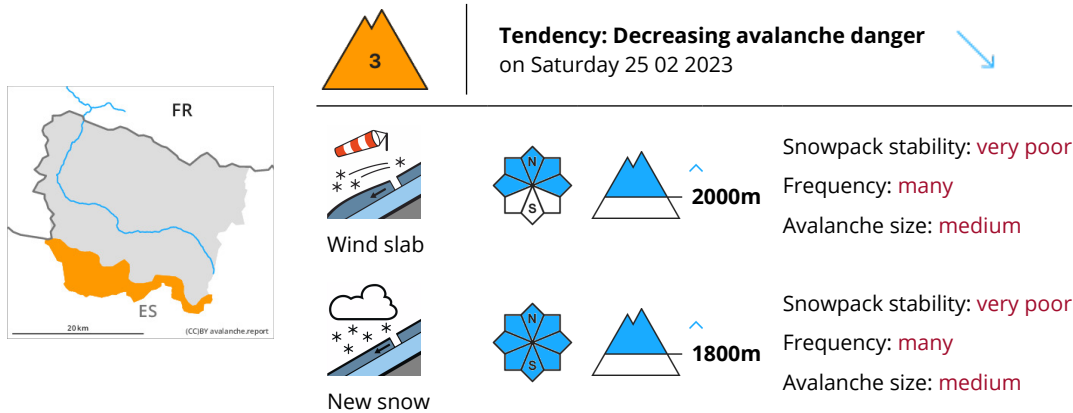 3
Tendency: Decreasing avalanche danger
on Saturday 25 02 2023
FR
ES
20 km
(CC)BY avalanche.report
Wind slab
N
S
2000m
Snowpack stability: very poor
Frequency: many
Avalanche size: medium
New snow
N
S
1800m
Snowpack stability: very poor
Frequency: many
Avalanche size: medium